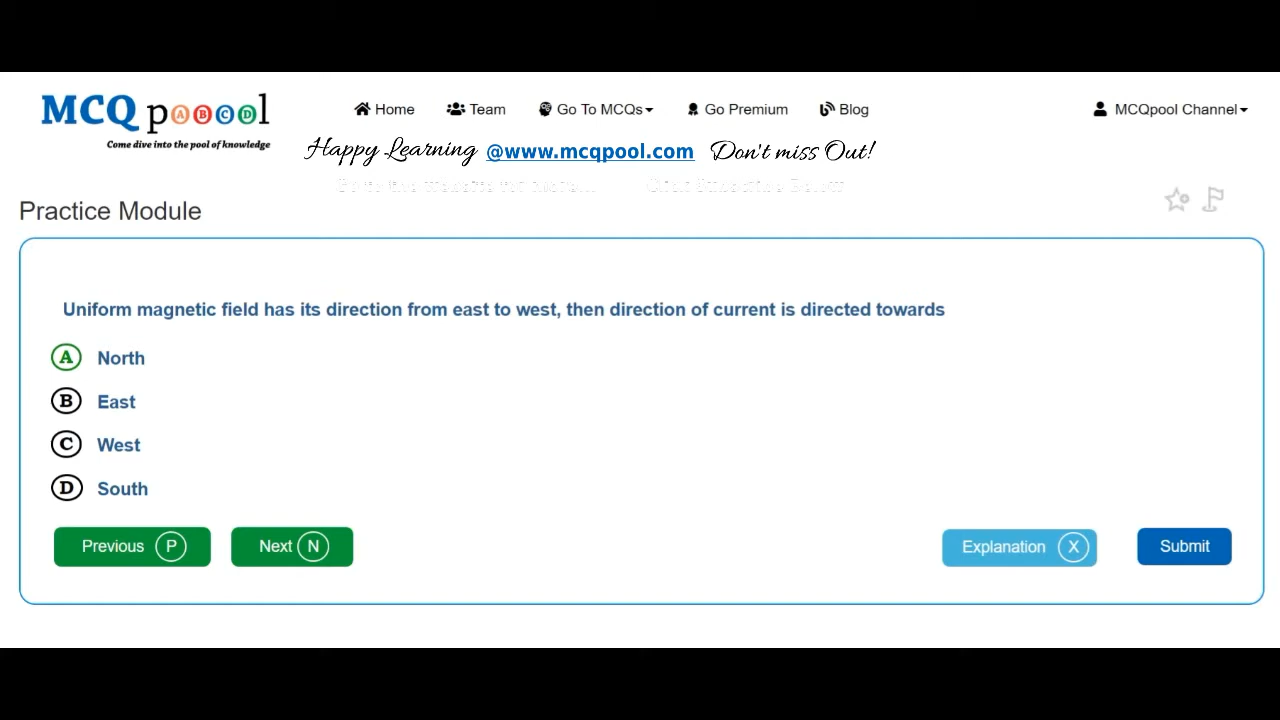 MCQ pooool
Come dive into the pool of knowledge
Home Team Go To MCQs Go Premium Blog MCQpool Channel
Happy Learning @www.mcqpool.com Don't miss Out!
Practice Module
Uniform magnetic field has its direction from east to west, then direction of current is directed towards
A North
B East
C West
D South
Previous P Next N Explanation X Submit